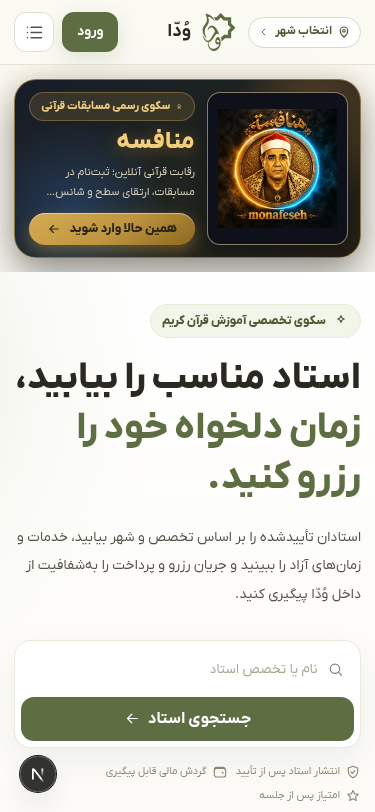 انتخاب شهر
وُدّا
ورود
سکوی رسمی مسابقات قرآنی
منافسه
رقابت قرآنی آنلاین؛ ثبت‌نام در
مسابقات، ارتقای سطح و شانس...
همین حالا وارد شوید
منافسة
monafeseh
سکوی تخصصی آموزش قرآن کریم
استاد مناسب را بیابید،
زمان دلخواه خود را
رزرو کنید.
استادان تأییدشده را بر اساس تخصص و شهر بیابید، خدمات و
زمان‌های آزاد را ببینید و جریان رزرو و پرداخت را به‌شفافیت از
داخل وُدّا پیگیری کنید.
نام یا تخصص استاد
جستجوی استاد
انتشار استاد پس از تأیید
گردش مالی قابل پیگیری
امتیاز پس از جلسه
N